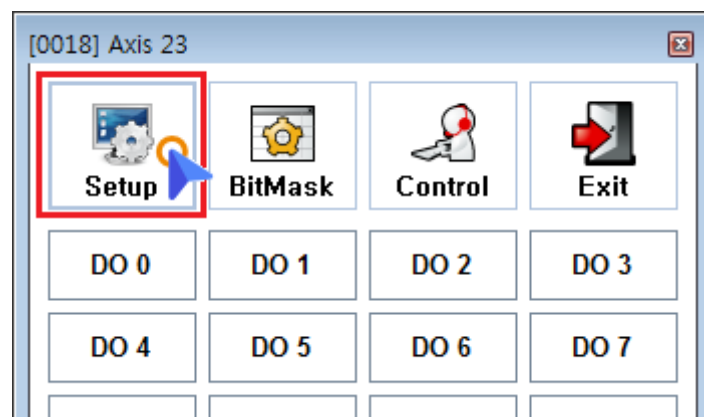 [0018] Axis 23
Setup BitMask Control Exit
DO 0 DO 1 DO 2 DO 3
DO 4 DO 5 DO 6 DO 7